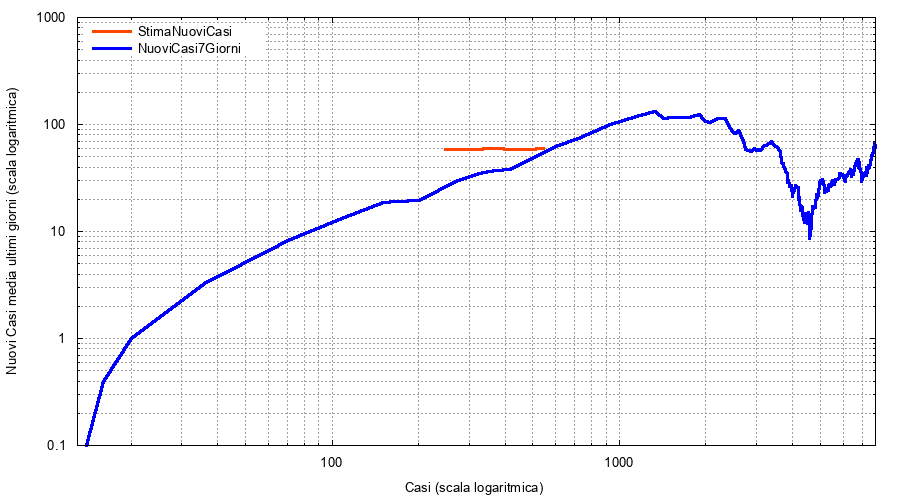 1000
StimaNuoviCasi
NuoviCasi7Giorni
100
10
1
0.1
Nuovi Casi media ultimi giorni (scala logaritmica)
100
1000
Casi (scala logaritmica)